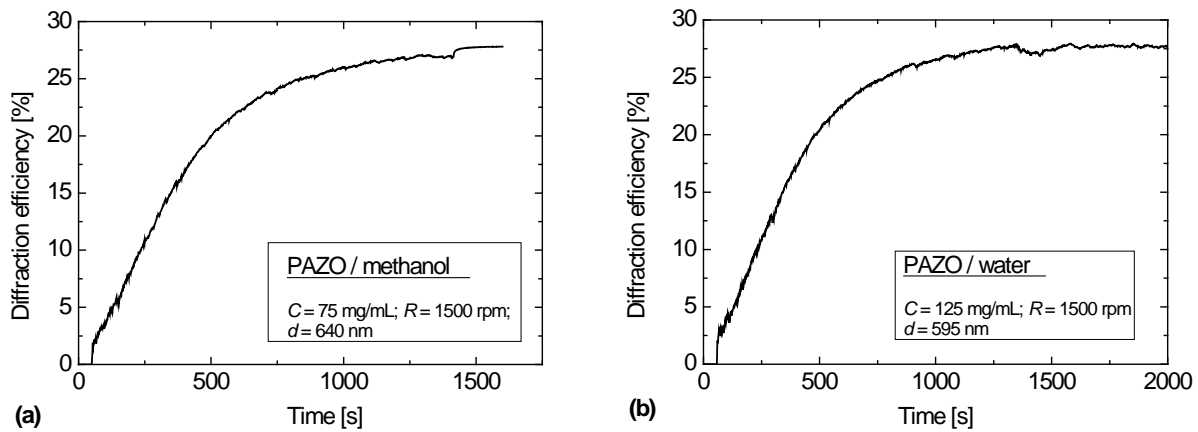 30
25
20
15
10
5
0
Diffraction efficiency [%]
PAZO / methanol
C = 75 mg/mL; R = 1500 rpm;
d = 640 nm
0 500 1000 1500
Time [s]
(a)
30
25
20
15
10
5
0
Diffraction efficiency [%]
PAZO / water
C = 125 mg/mL; R = 1500 rpm
d = 595 nm
0 500 1000 1500 2000
Time [s]
(b)